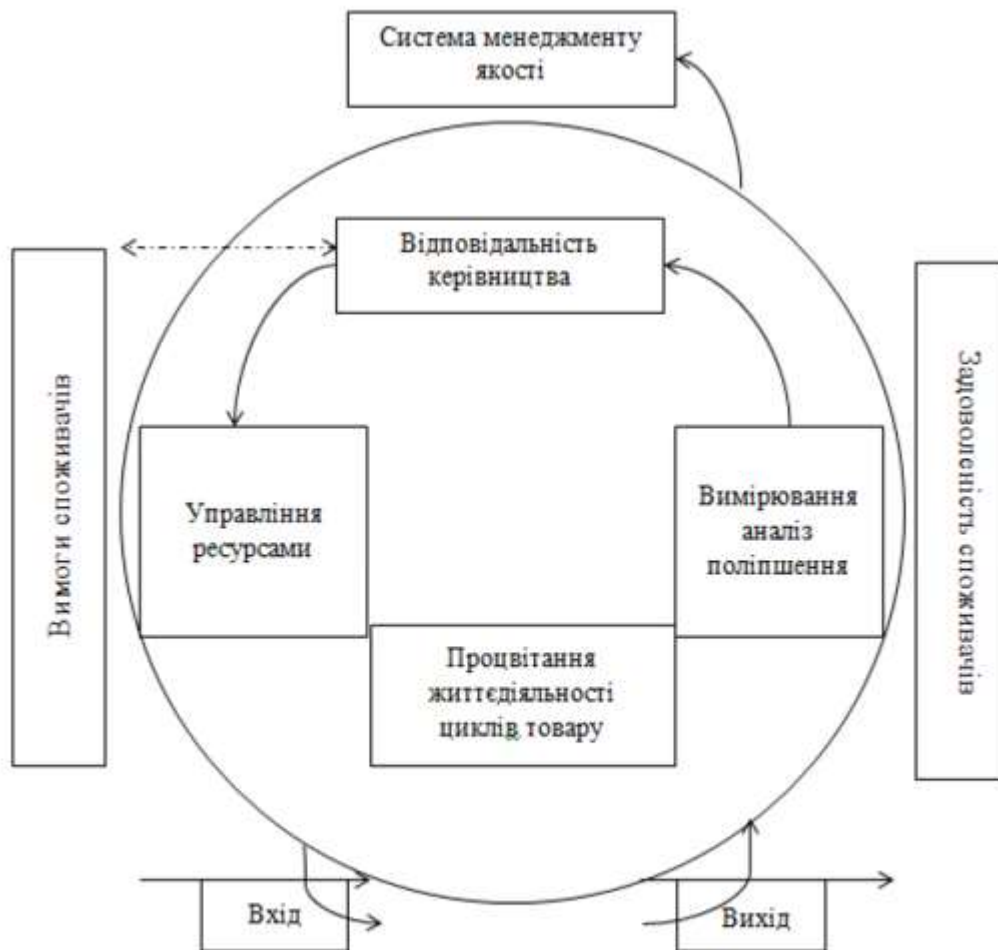 Система менеджменту
якості
Відповідальність
керівництва
Вимоги споживачів
Управління
ресурсами
Вимірювання
аналіз
поліпшення
Задоволеність споживачів
Процвітання
життєдіяльності
циклів товару
Вхід
Вихід